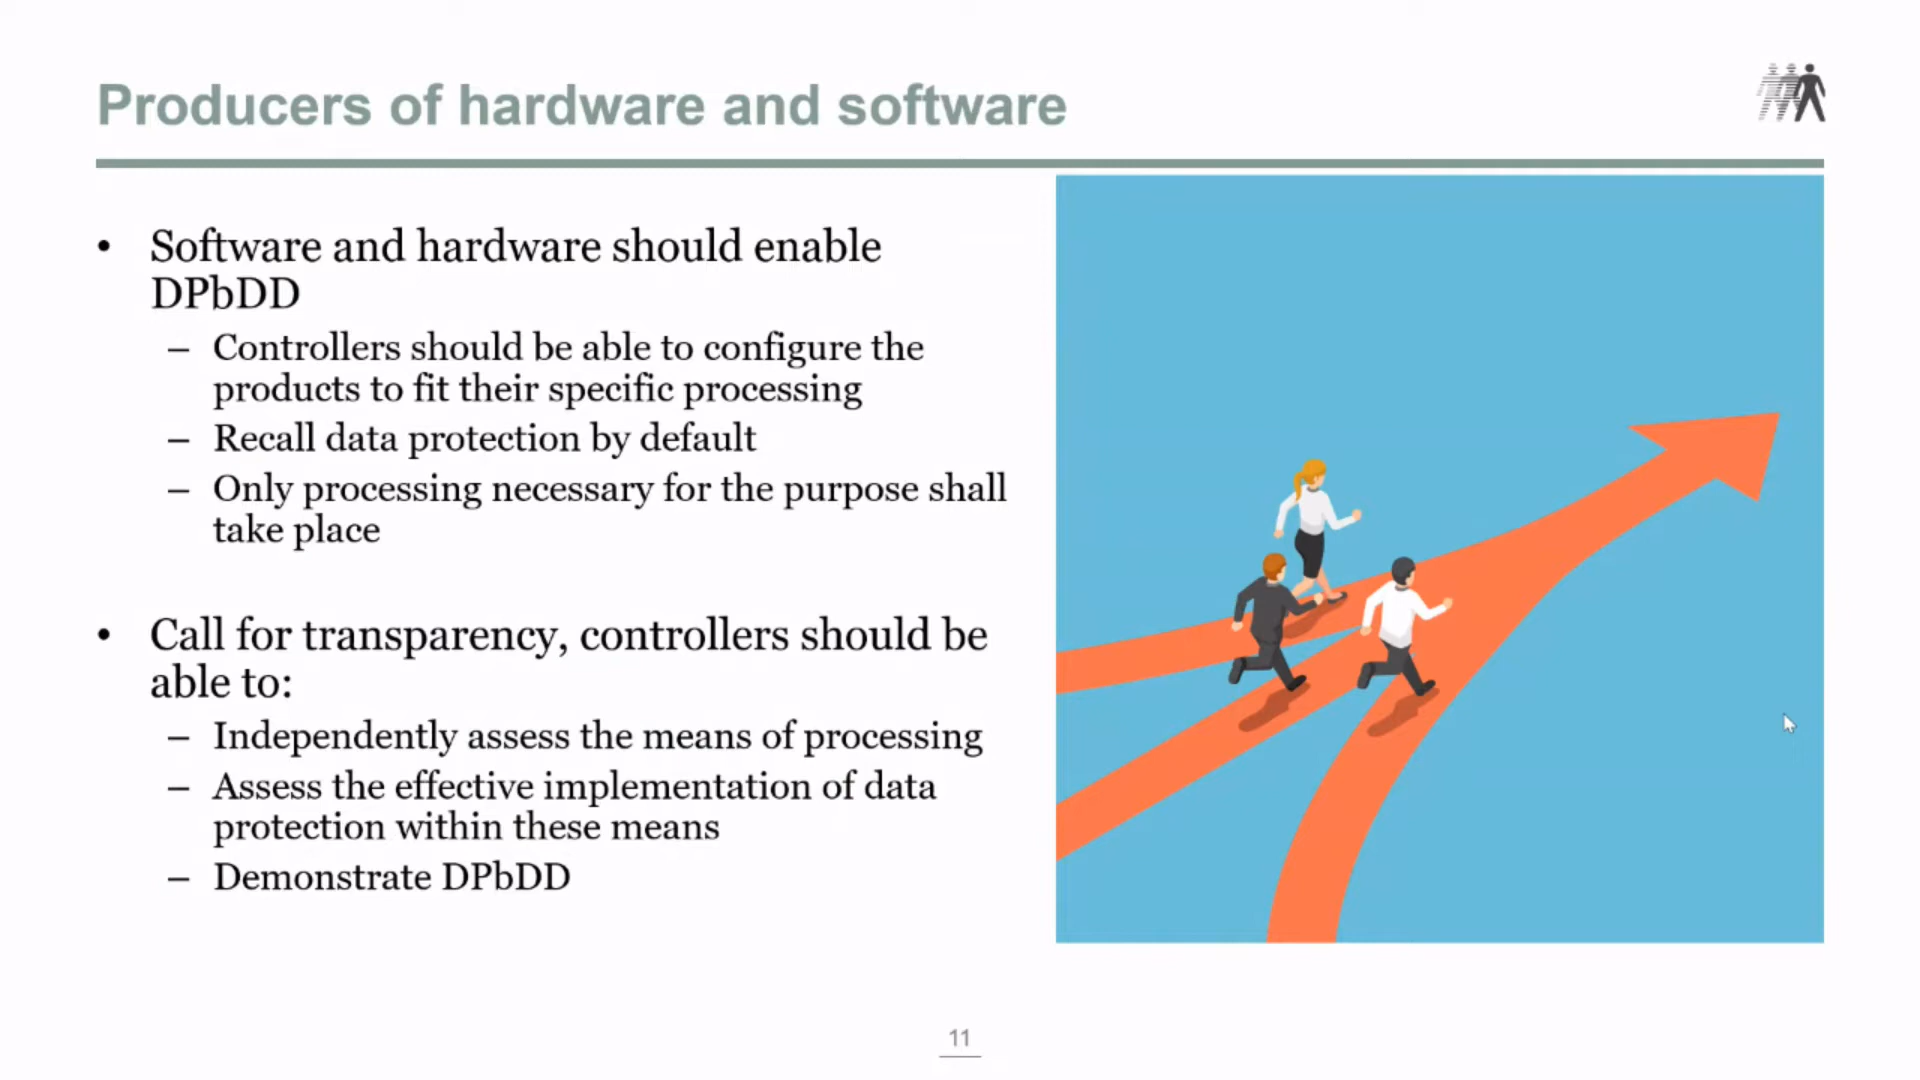 Producers of hardware and software
• Software and hardware should enable
DPbDD
– Controllers should be able to configure the
products to fit their specific processing
– Recall data protection by default
– Only processing necessary for the purpose shall
take place
• Call for transparency, controllers should be
able to:
– Independently assess the means of processing
– Assess the effective implementation of data
protection within these means
– Demonstrate DPbDD
11